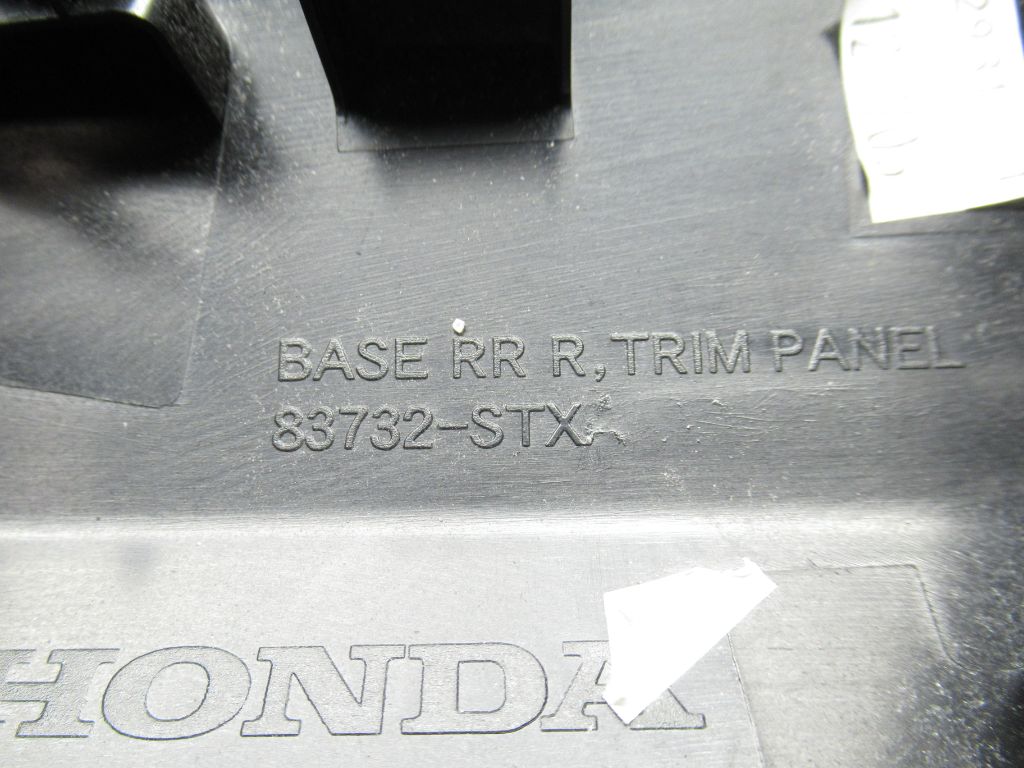 BASE RR R, TRIM PANEL
83732-STX
HONDA